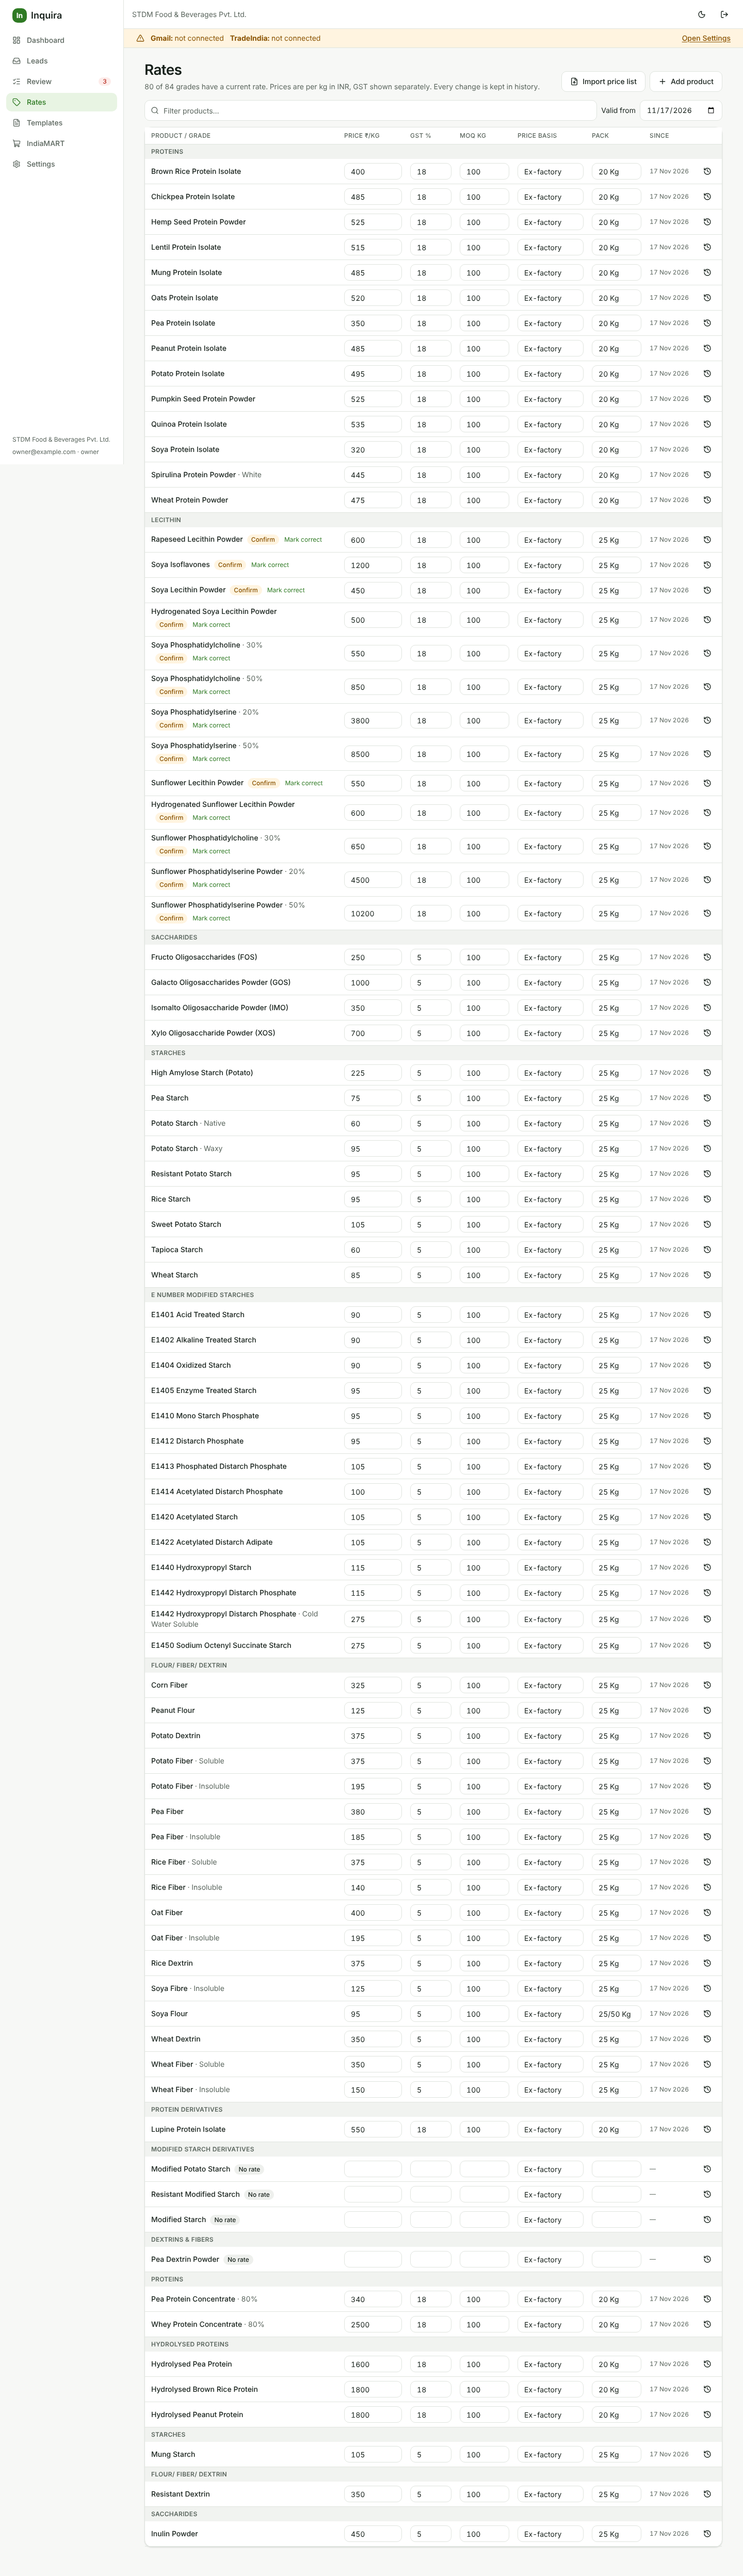 In Inquira
Dashboard
Leads
Review 3
Rates
Templates
IndiaMART
Settings
STDM Food & Beverages Pvt. Ltd.
owner@example.com · owner
STDM Food & Beverages Pvt. Ltd.
Gmail: not connected TradeIndia: not connected Open Settings
Rates
80 of 84 grades have a current rate. Prices are per kg in INR, GST shown separately. Every change is kept in history.
Import price list
Add product
Filter products...
Valid from 11/17/2026
PRODUCT / GRADE PRICE ₹/KG GST % MOQ KG PRICE BASIS PACK SINCE
PROTEINS
Brown Rice Protein Isolate 400 18 100 Ex-factory 20 Kg 17 Nov 2026
Chickpea Protein Isolate 485 18 100 Ex-factory 20 Kg 17 Nov 2026
Hemp Seed Protein Powder 525 18 100 Ex-factory 20 Kg 17 Nov 2026
Lentil Protein Isolate 515 18 100 Ex-factory 20 Kg 17 Nov 2026
Mung Protein Isolate 485 18 100 Ex-factory 20 Kg 17 Nov 2026
Oats Protein Isolate 520 18 100 Ex-factory 20 Kg 17 Nov 2026
Pea Protein Isolate 350 18 100 Ex-factory 20 Kg 17 Nov 2026
Peanut Protein Isolate 485 18 100 Ex-factory 20 Kg 17 Nov 2026
Potato Protein Isolate 495 18 100 Ex-factory 20 Kg 17 Nov 2026
Pumpkin Seed Protein Powder 525 18 100 Ex-factory 20 Kg 17 Nov 2026
Quinoa Protein Isolate 535 18 100 Ex-factory 20 Kg 17 Nov 2026
Soya Protein Isolate 320 18 100 Ex-factory 20 Kg 17 Nov 2026
Spirulina Protein Powder · White 445 18 100 Ex-factory 20 Kg 17 Nov 2026
Wheat Protein Powder 475 18 100 Ex-factory 20 Kg 17 Nov 2026
LECITHIN
Rapeseed Lecithin Powder Confirm Mark correct 600 18 100 Ex-factory 25 Kg 17 Nov 2026
Soya Isoflavones Confirm Mark correct 1200 18 100 Ex-factory 25 Kg 17 Nov 2026
Soya Lecithin Powder Confirm Mark correct 450 18 100 Ex-factory 25 Kg 17 Nov 2026
Hydrogenated Soya Lecithin Powder
Confirm Mark correct 500 18 100 Ex-factory 25 Kg 17 Nov 2026
Soya Phosphatidylcholine · 30%
Confirm Mark correct 550 18 100 Ex-factory 25 Kg 17 Nov 2026
Soya Phosphatidylcholine · 50%
Confirm Mark correct 850 18 100 Ex-factory 25 Kg 17 Nov 2026
Soya Phosphatidylserine · 20%
Confirm Mark correct 3800 18 100 Ex-factory 25 Kg 17 Nov 2026
Soya Phosphatidylserine · 50%
Confirm Mark correct 8500 18 100 Ex-factory 25 Kg 17 Nov 2026
Sunflower Lecithin Powder Confirm Mark correct 550 18 100 Ex-factory 25 Kg 17 Nov 2026
Hydrogenated Sunflower Lecithin Powder
Confirm Mark correct 600 18 100 Ex-factory 25 Kg 17 Nov 2026
Sunflower Phosphatidylcholine · 30%
Confirm Mark correct 650 18 100 Ex-factory 25 Kg 17 Nov 2026
Sunflower Phosphatidylserine Powder · 20%
Confirm Mark correct 4500 18 100 Ex-factory 25 Kg 17 Nov 2026
Sunflower Phosphatidylserine Powder · 50%
Confirm Mark correct 10200 18 100 Ex-factory 25 Kg 17 Nov 2026
SACCHARIDES
Fructo Oligosaccharides (FOS) 250 5 100 Ex-factory 25 Kg 17 Nov 2026
Galacto Oligosaccharides Powder (GOS) 1000 5 100 Ex-factory 25 Kg 17 Nov 2026
Isomalto Oligosaccharide Powder (IMO) 350 5 100 Ex-factory 25 Kg 17 Nov 2026
Xylo Oligosaccharide Powder (XOS) 700 5 100 Ex-factory 25 Kg 17 Nov 2026
STARCHES
High Amylose Starch (Potato) 225 5 100 Ex-factory 25 Kg 17 Nov 2026
Pea Starch 75 5 100 Ex-factory 25 Kg 17 Nov 2026
Potato Starch · Native 60 5 100 Ex-factory 25 Kg 17 Nov 2026
Potato Starch · Waxy 95 5 100 Ex-factory 25 Kg 17 Nov 2026
Resistant Potato Starch 95 5 100 Ex-factory 25 Kg 17 Nov 2026
Rice Starch 95 5 100 Ex-factory 25 Kg 17 Nov 2026
Sweet Potato Starch 105 5 100 Ex-factory 25 Kg 17 Nov 2026
Tapioca Starch 60 5 100 Ex-factory 25 Kg 17 Nov 2026
Wheat Starch 85 5 100 Ex-factory 25 Kg 17 Nov 2026
E NUMBER MODIFIED STARCHES
E1401 Acid Treated Starch 90 5 100 Ex-factory 25 Kg 17 Nov 2026
E1402 Alkaline Treated Starch 90 5 100 Ex-factory 25 Kg 17 Nov 2026
E1404 Oxidized Starch 90 5 100 Ex-factory 25 Kg 17 Nov 2026
E1405 Enzyme Treated Starch 95 5 100 Ex-factory 25 Kg 17 Nov 2026
E1410 Mono Starch Phosphate 95 5 100 Ex-factory 25 Kg 17 Nov 2026
E1412 Distarch Phosphate 95 5 100 Ex-factory 25 Kg 17 Nov 2026
E1413 Phosphated Distarch Phosphate 105 5 100 Ex-factory 25 Kg 17 Nov 2026
E1414 Acetylated Distarch Phosphate 100 5 100 Ex-factory 25 Kg 17 Nov 2026
E1420 Acetylated Starch 105 5 100 Ex-factory 25 Kg 17 Nov 2026
E1422 Acetylated Distarch Adipate 105 5 100 Ex-factory 25 Kg 17 Nov 2026
E1440 Hydroxypropyl Starch 115 5 100 Ex-factory 25 Kg 17 Nov 2026
E1442 Hydroxypropyl Distarch Phosphate 115 5 100 Ex-factory 25 Kg 17 Nov 2026
E1442 Hydroxypropyl Distarch Phosphate · Cold
Water Soluble 275 5 100 Ex-factory 25 Kg 17 Nov 2026
E1450 Sodium Octenyl Succinate Starch 275 5 100 Ex-factory 25 Kg 17 Nov 2026
FLOUR/ FIBER/ DEXTRIN
Corn Fiber 325 5 100 Ex-factory 25 Kg 17 Nov 2026
Peanut Flour 125 5 100 Ex-factory 25 Kg 17 Nov 2026
Potato Dextrin 375 5 100 Ex-factory 25 Kg 17 Nov 2026
Potato Fiber · Soluble 375 5 100 Ex-factory 25 Kg 17 Nov 2026
Potato Fiber · Insoluble 195 5 100 Ex-factory 25 Kg 17 Nov 2026
Pea Fiber 380 5 100 Ex-factory 25 Kg 17 Nov 2026
Pea Fiber · Insoluble 185 5 100 Ex-factory 25 Kg 17 Nov 2026
Rice Fiber · Soluble 375 5 100 Ex-factory 25 Kg 17 Nov 2026
Rice Fiber · Insoluble 140 5 100 Ex-factory 25 Kg 17 Nov 2026
Oat Fiber 400 5 100 Ex-factory 25 Kg 17 Nov 2026
Oat Fiber · Insoluble 195 5 100 Ex-factory 25 Kg 17 Nov 2026
Rice Dextrin 375 5 100 Ex-factory 25 Kg 17 Nov 2026
Soya Fibre · Insoluble 125 5 100 Ex-factory 25 Kg 17 Nov 2026
Soya Flour 95 5 100 Ex-factory 25/50 Kg 17 Nov 2026
Wheat Dextrin 350 5 100 Ex-factory 25 Kg 17 Nov 2026
Wheat Fiber · Soluble 350 5 100 Ex-factory 25 Kg 17 Nov 2026
Wheat Fiber · Insoluble 150 5 100 Ex-factory 25 Kg 17 Nov 2026
PROTEIN DERIVATIVES
Lupine Protein Isolate 550 18 100 Ex-factory 20 Kg 17 Nov 2026
MODIFIED STARCH DERIVATIVES
Modified Potato Starch No rate Ex-factory —
Resistant Modified Starch No rate Ex-factory —
Modified Starch No rate Ex-factory —
DEXTRINS & FIBERS
Pea Dextrin Powder No rate Ex-factory —
PROTEINS
Pea Protein Concentrate · 80% 340 18 100 Ex-factory 20 Kg 17 Nov 2026
Whey Protein Concentrate · 80% 2500 18 100 Ex-factory 20 Kg 17 Nov 2026
HYDROLYSED PROTEINS
Hydrolysed Pea Protein 1600 18 100 Ex-factory 20 Kg 17 Nov 2026
Hydrolysed Brown Rice Protein 1800 18 100 Ex-factory 20 Kg 17 Nov 2026
Hydrolysed Peanut Protein 1800 18 100 Ex-factory 20 Kg 17 Nov 2026
STARCHES
Mung Starch 105 5 100 Ex-factory 25 Kg 17 Nov 2026
FLOUR/ FIBER/ DEXTRIN
Resistant Dextrin 350 5 100 Ex-factory 25 Kg 17 Nov 2026
SACCHARIDES
Inulin Powder 450 5 100 Ex-factory 25 Kg 17 Nov 2026